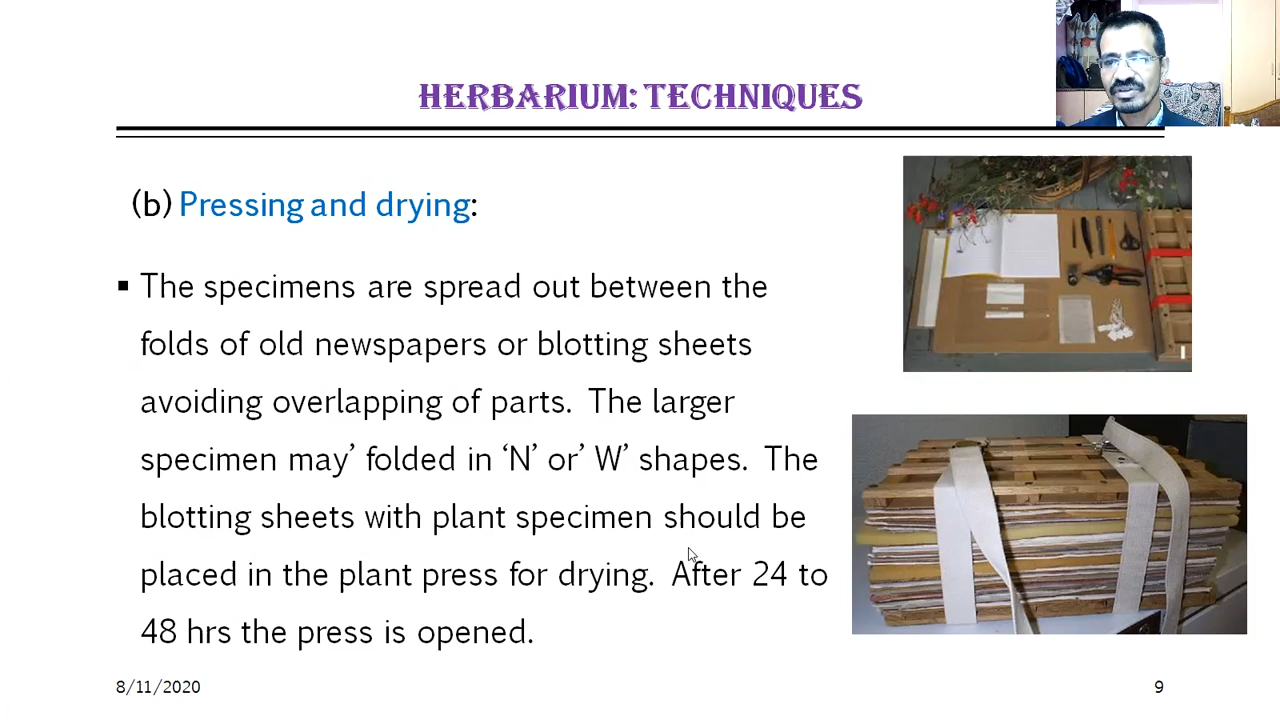 HERBARIUM: TECHNIQUES
(b) Pressing and drying:
▪ The specimens are spread out between the
folds of old newspapers or blotting sheets
avoiding overlapping of parts. The larger
specimen may’ folded in ‘N’ or’ W’ shapes. The
blotting sheets with plant specimen should be
placed in the plant press for drying. After 24 to
48 hrs the press is opened.
8/11/2020
9